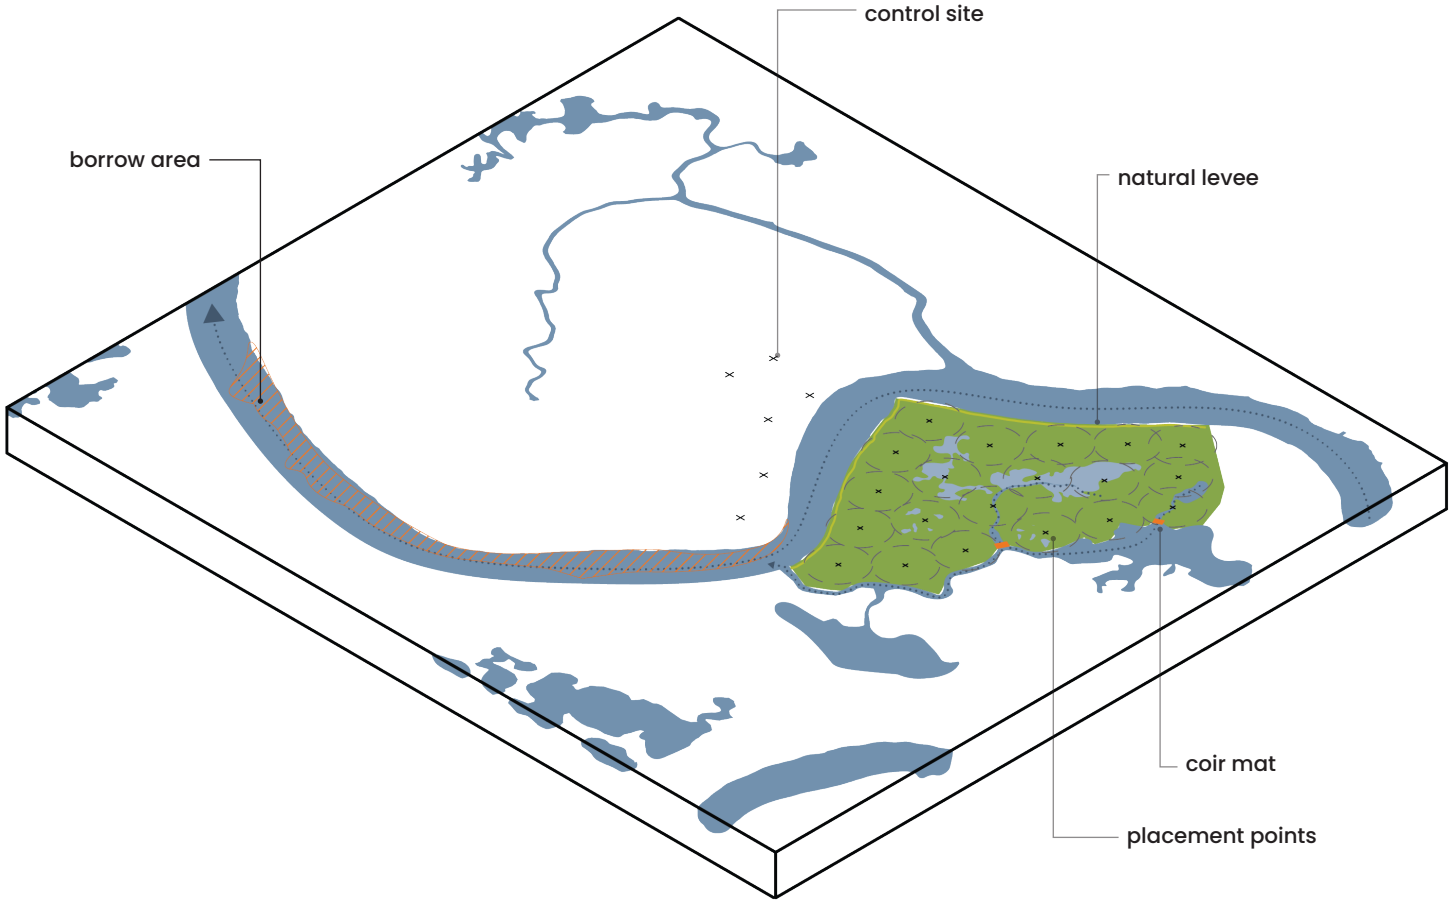 control site
borrow area
natural levee
coir mat
placement points